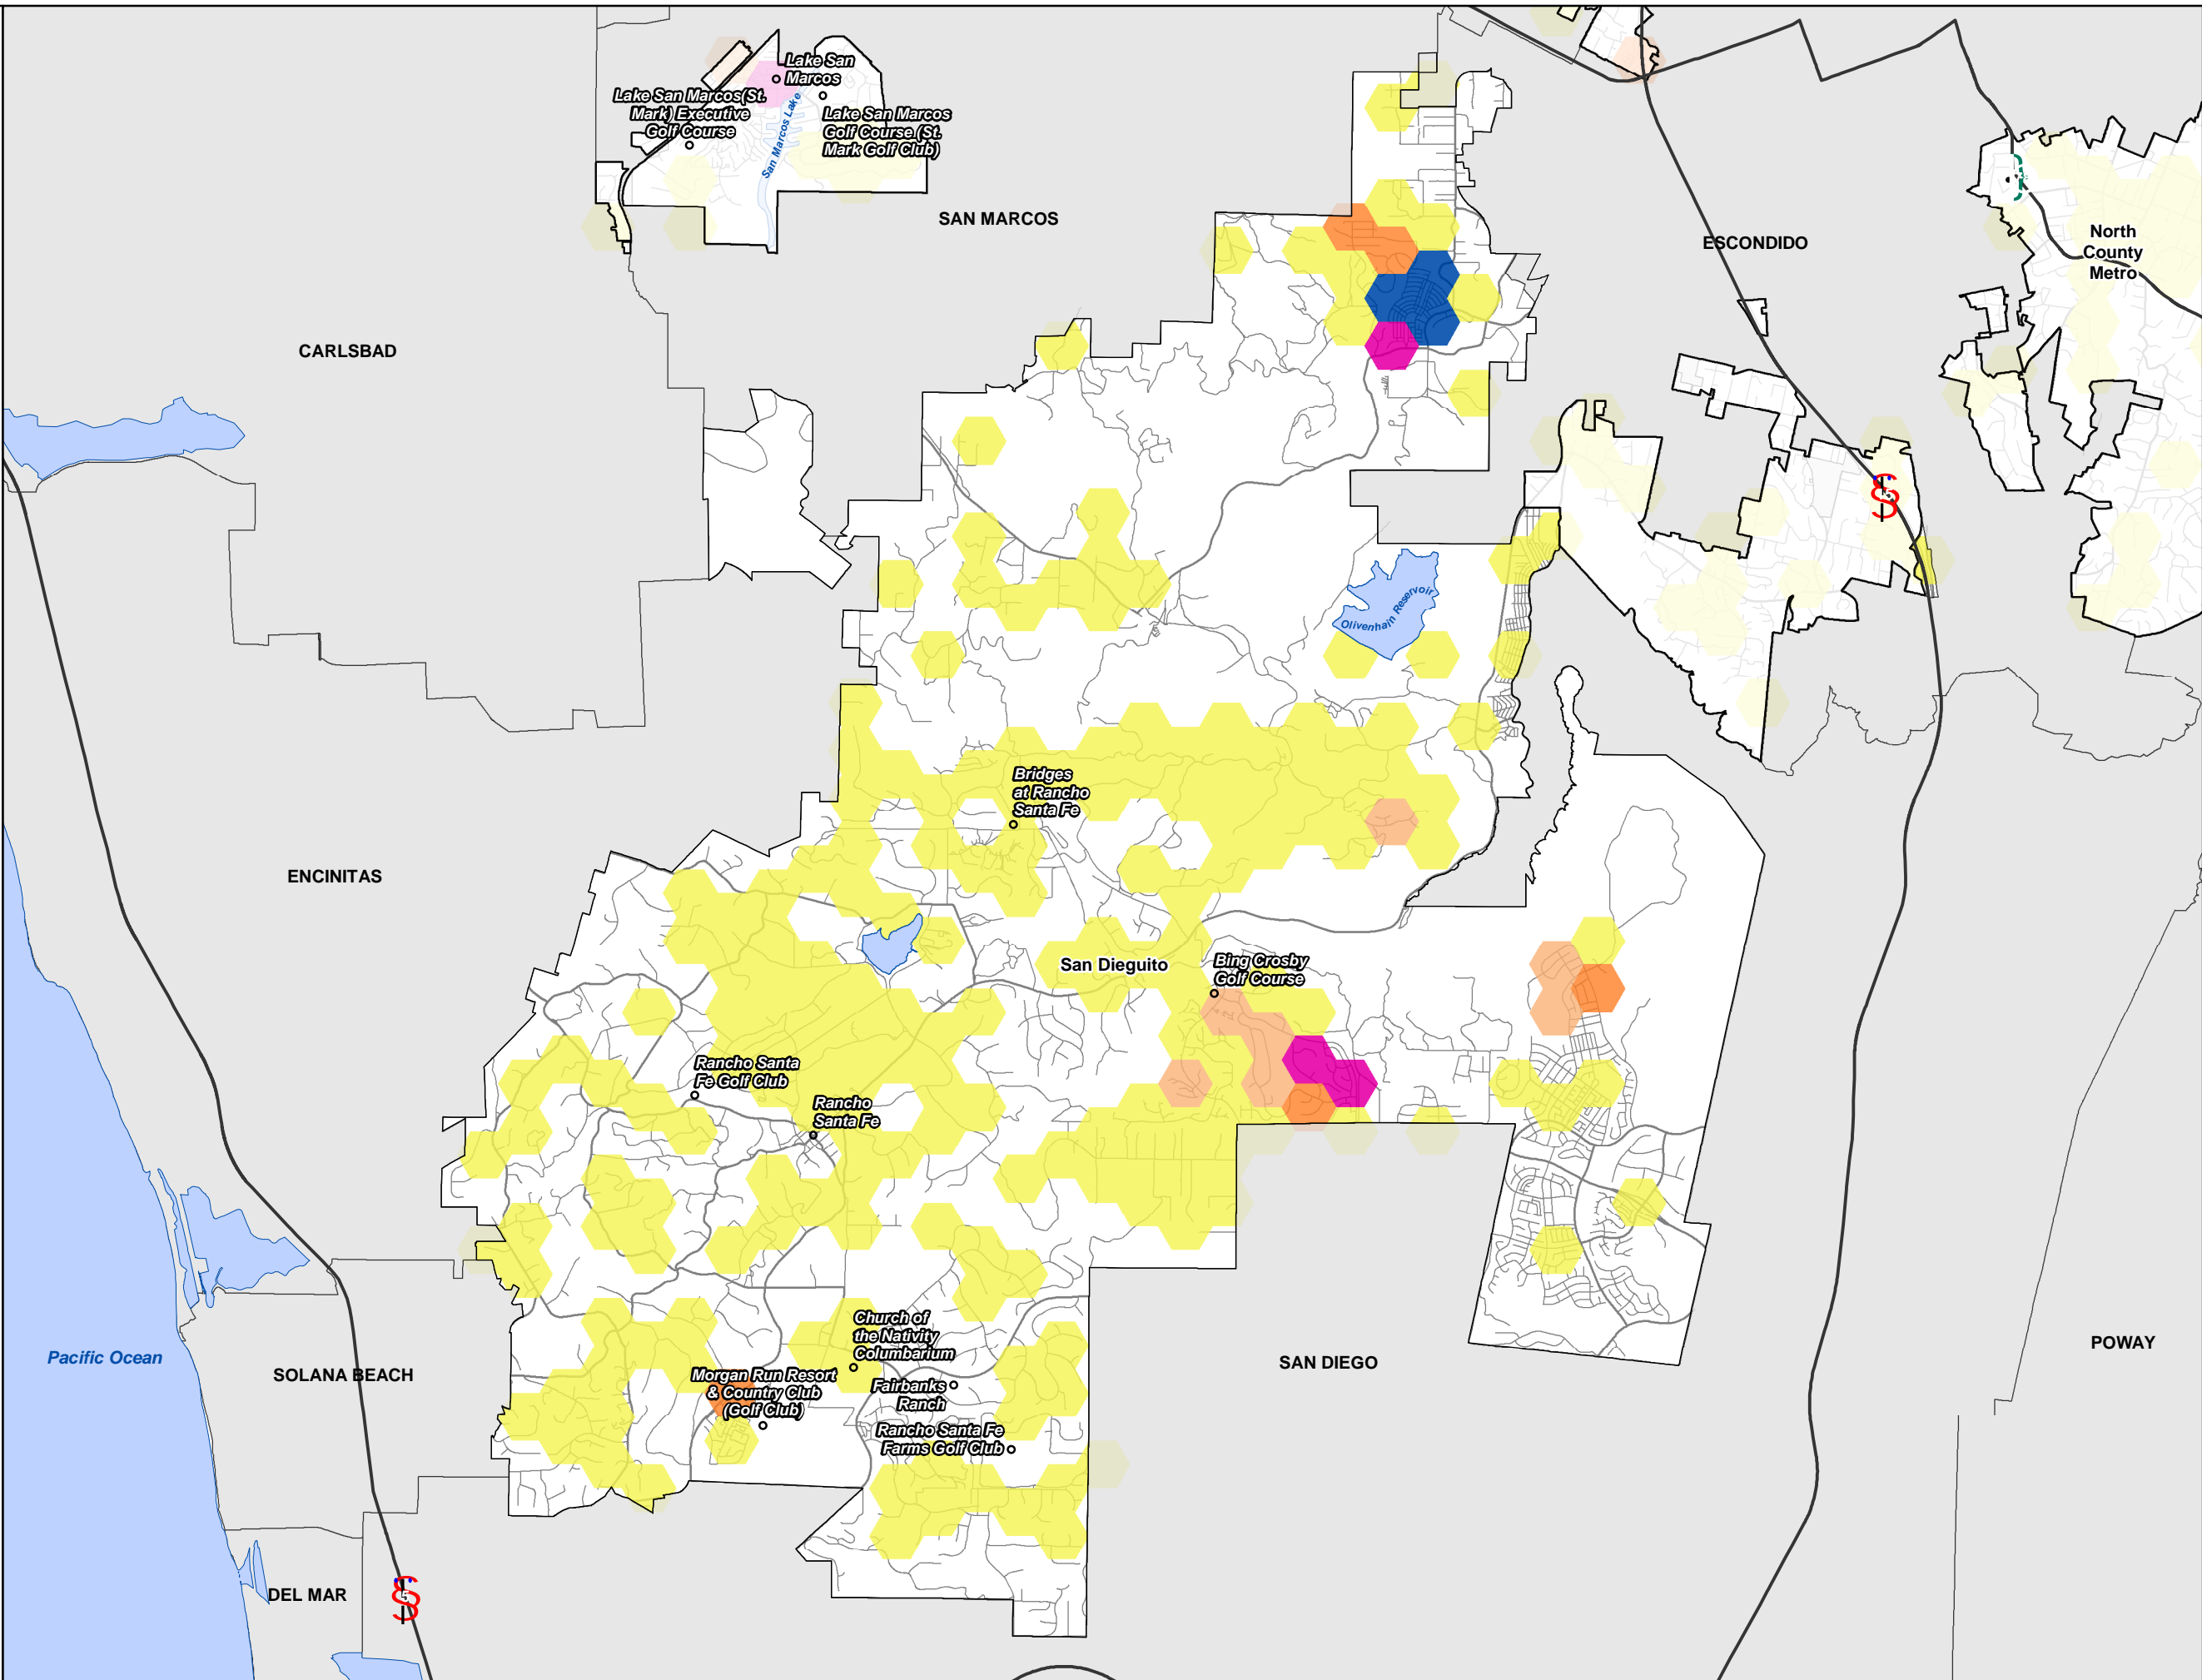 Lake San
Marcos
Lake San Marcos(St.
Mark) Executive
Golf Course
Lake San Marcos
Golf Course (St.
Mark Golf Club)
San Marcos Lake
SAN MARCOS
ESCONDIDO
North
County
Metro
CARLSBAD
Olivenhain Reservoir
Bridges
at Rancho
Santa Fe
ENCINITAS
San Dieguito
Bing Crosby
Golf Course
Rancho Santa
Fe Golf Club
Rancho
Santa Fe
Church of
the Nativity
Columbarium
Pacific Ocean
SOLANA BEACH
SAN DIEGO
POWAY
Morgan Run Resort
& Country Club
(Golf Club)
Fairbanks
Ranch
Rancho Santa Fe
Farms Golf Club
DEL MAR